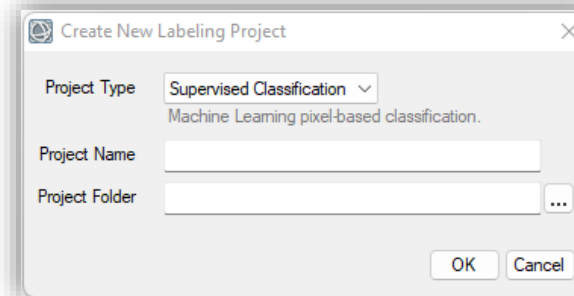 Create New Labeling Project
Project Type Supervised Classification
Machine Learning pixel-based classification.
Project Name
Project Folder ...
OK Cancel